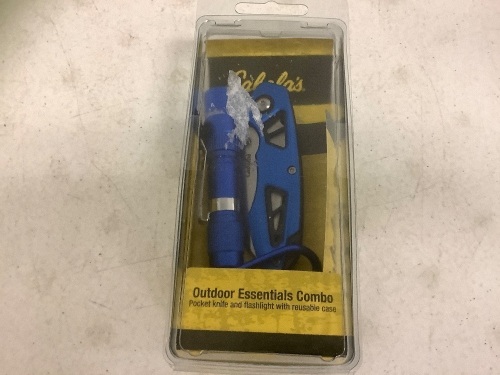 Cabela's
Outdoor Essentials Combo
Pocket knife and flashlight with reusable case